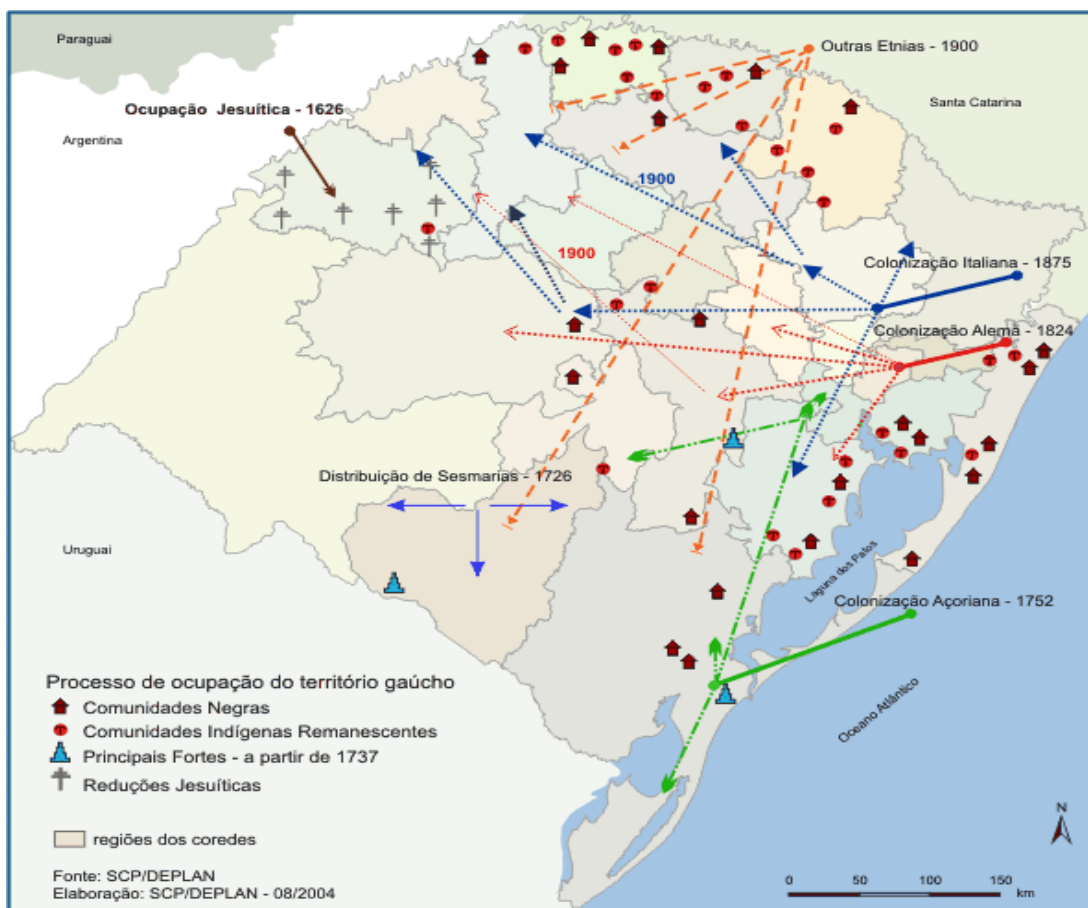 Paraguai
Outras Etnias - 1900
Ocupação Jesuítica - 1626
Santa Catarina
Argentina
1900
1900
Colonização Italiana - 1875
Colonização Alemã - 1824
Distribuição de Sesmarias - 1726
Uruguai
Laguna dos Patos
Colonização Açoriana - 1752
Oceano Atlântico
Processo de ocupação do território gaúcho
Comunidades Negras
Comunidades Indígenas Remanescentes
Principais Fortes - a partir de 1737
Reduções Jesuíticas
regiões dos coredes
Fonte: SCP/DEPLAN
Elaboração: SCP/DEPLAN - 08/2004
N
0 50 100 150
km